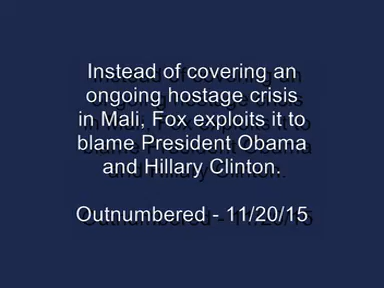 Instead of covering an
ongoing hostage crisis
in Mali, Fox exploits it to
blame President Obama
and Hillary Clinton.
Outnumbered - 11/20/15